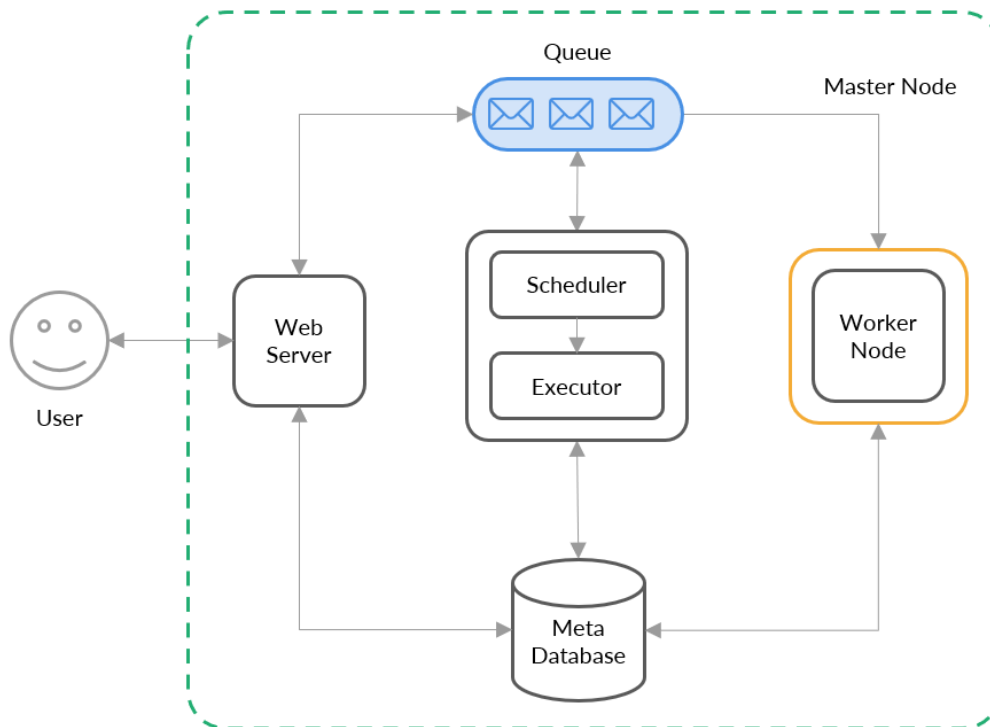 Queue
Master Node
Scheduler
Web
Server
Executor
Worker
Node
User
Meta
Database